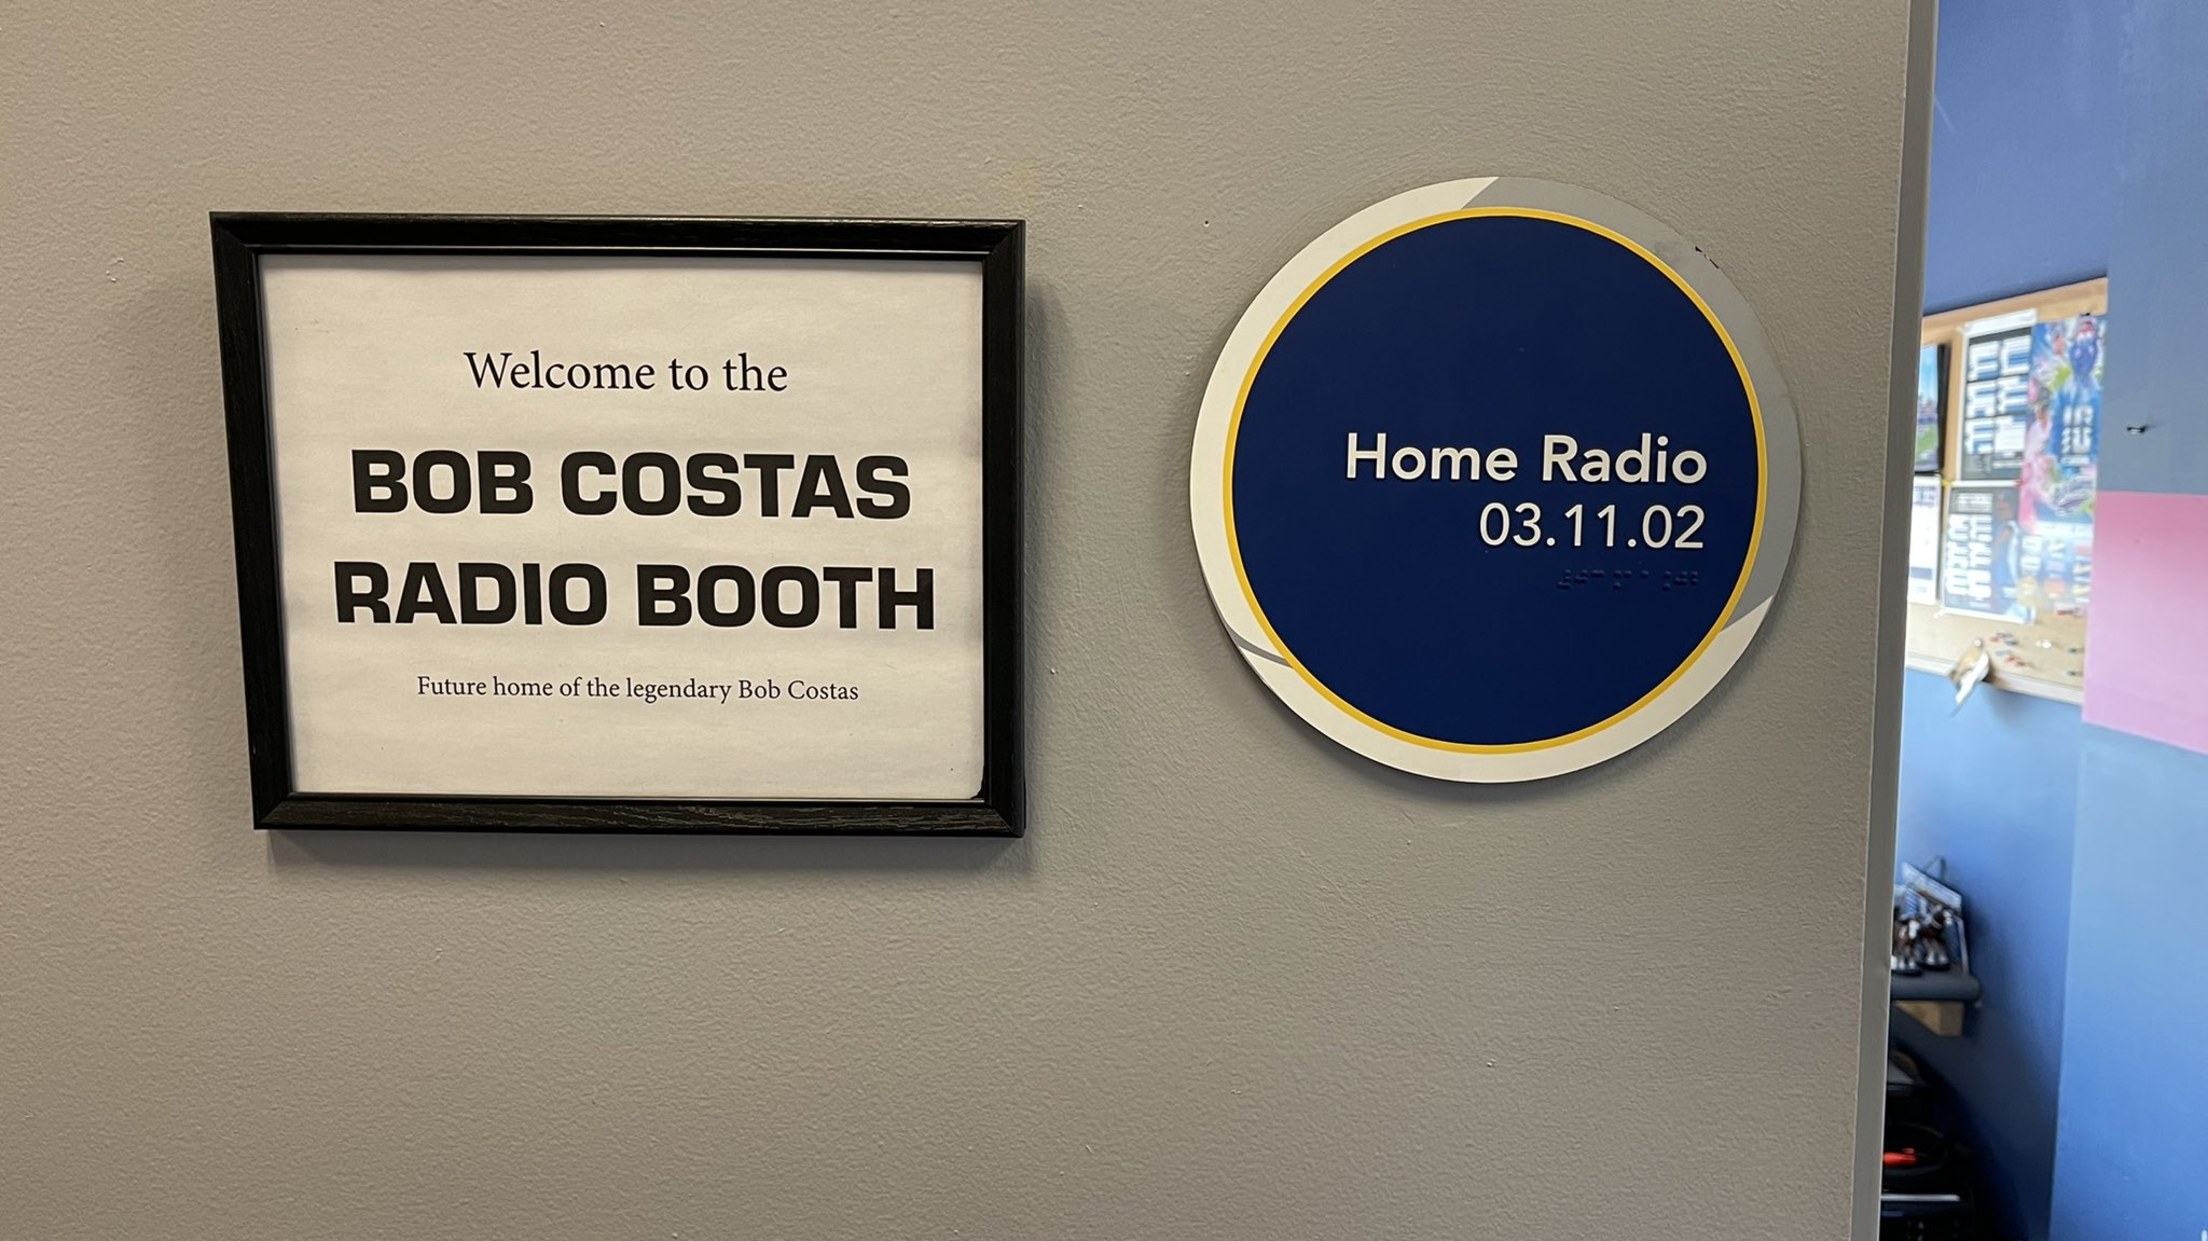 Welcome to the
BOB COSTAS
RADIO BOOTH
Future home of the legendary Bob Costas
Home Radio
03.11.02